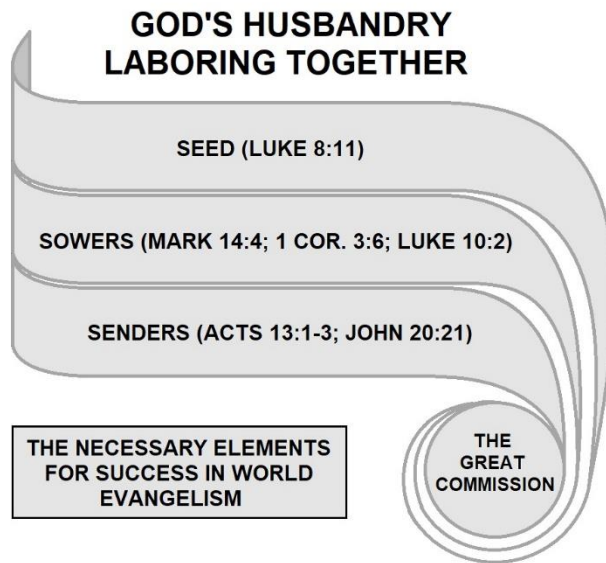 GOD'S HUSBANDRY
LABORING TOGETHER
SEED (LUKE 8:11)
SOWERS (MARK 14:4; 1 COR. 3:6; LUKE 10:2)
SENDERS (ACTS 13:1-3; JOHN 20:21)
THE NECESSARY ELEMENTS
FOR SUCCESS IN WORLD
EVANGELISM
THE
GREAT
COMMISSION